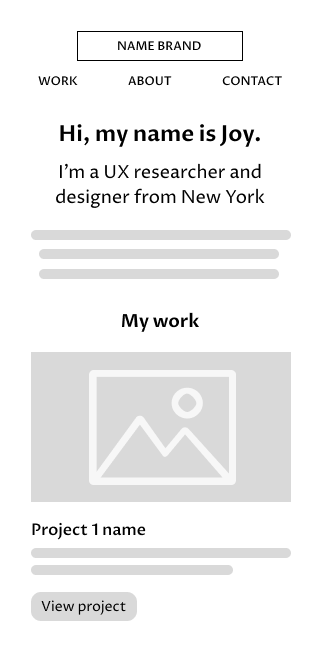 NAME BRAND
WORK ABOUT CONTACT
Hi, my name is Joy.
I'm a UX researcher and
designer from New York
My work
Project 1 name
View project